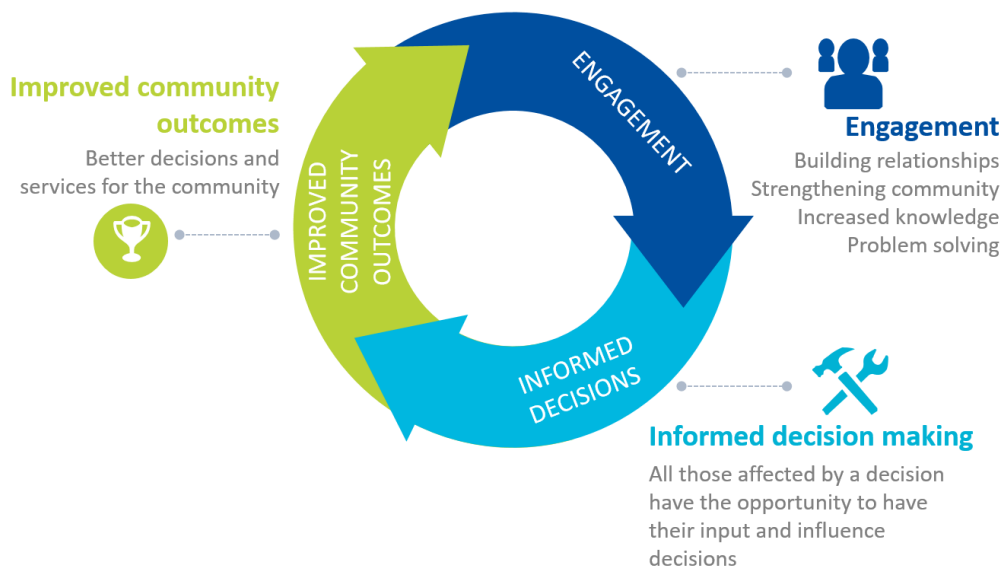 Improved community
outcomes
Better decisions and
services for the community
IMPROVED
COMMUNITY
OUTCOMES
ENGAGEMENT
INFORMED
DECISIONS
Engagement
Building relationships
Strengthening community
Increased knowledge
Problem solving
Informed decision making
All those affected by a decision
have the opportunity to have
their input and influence
decisions